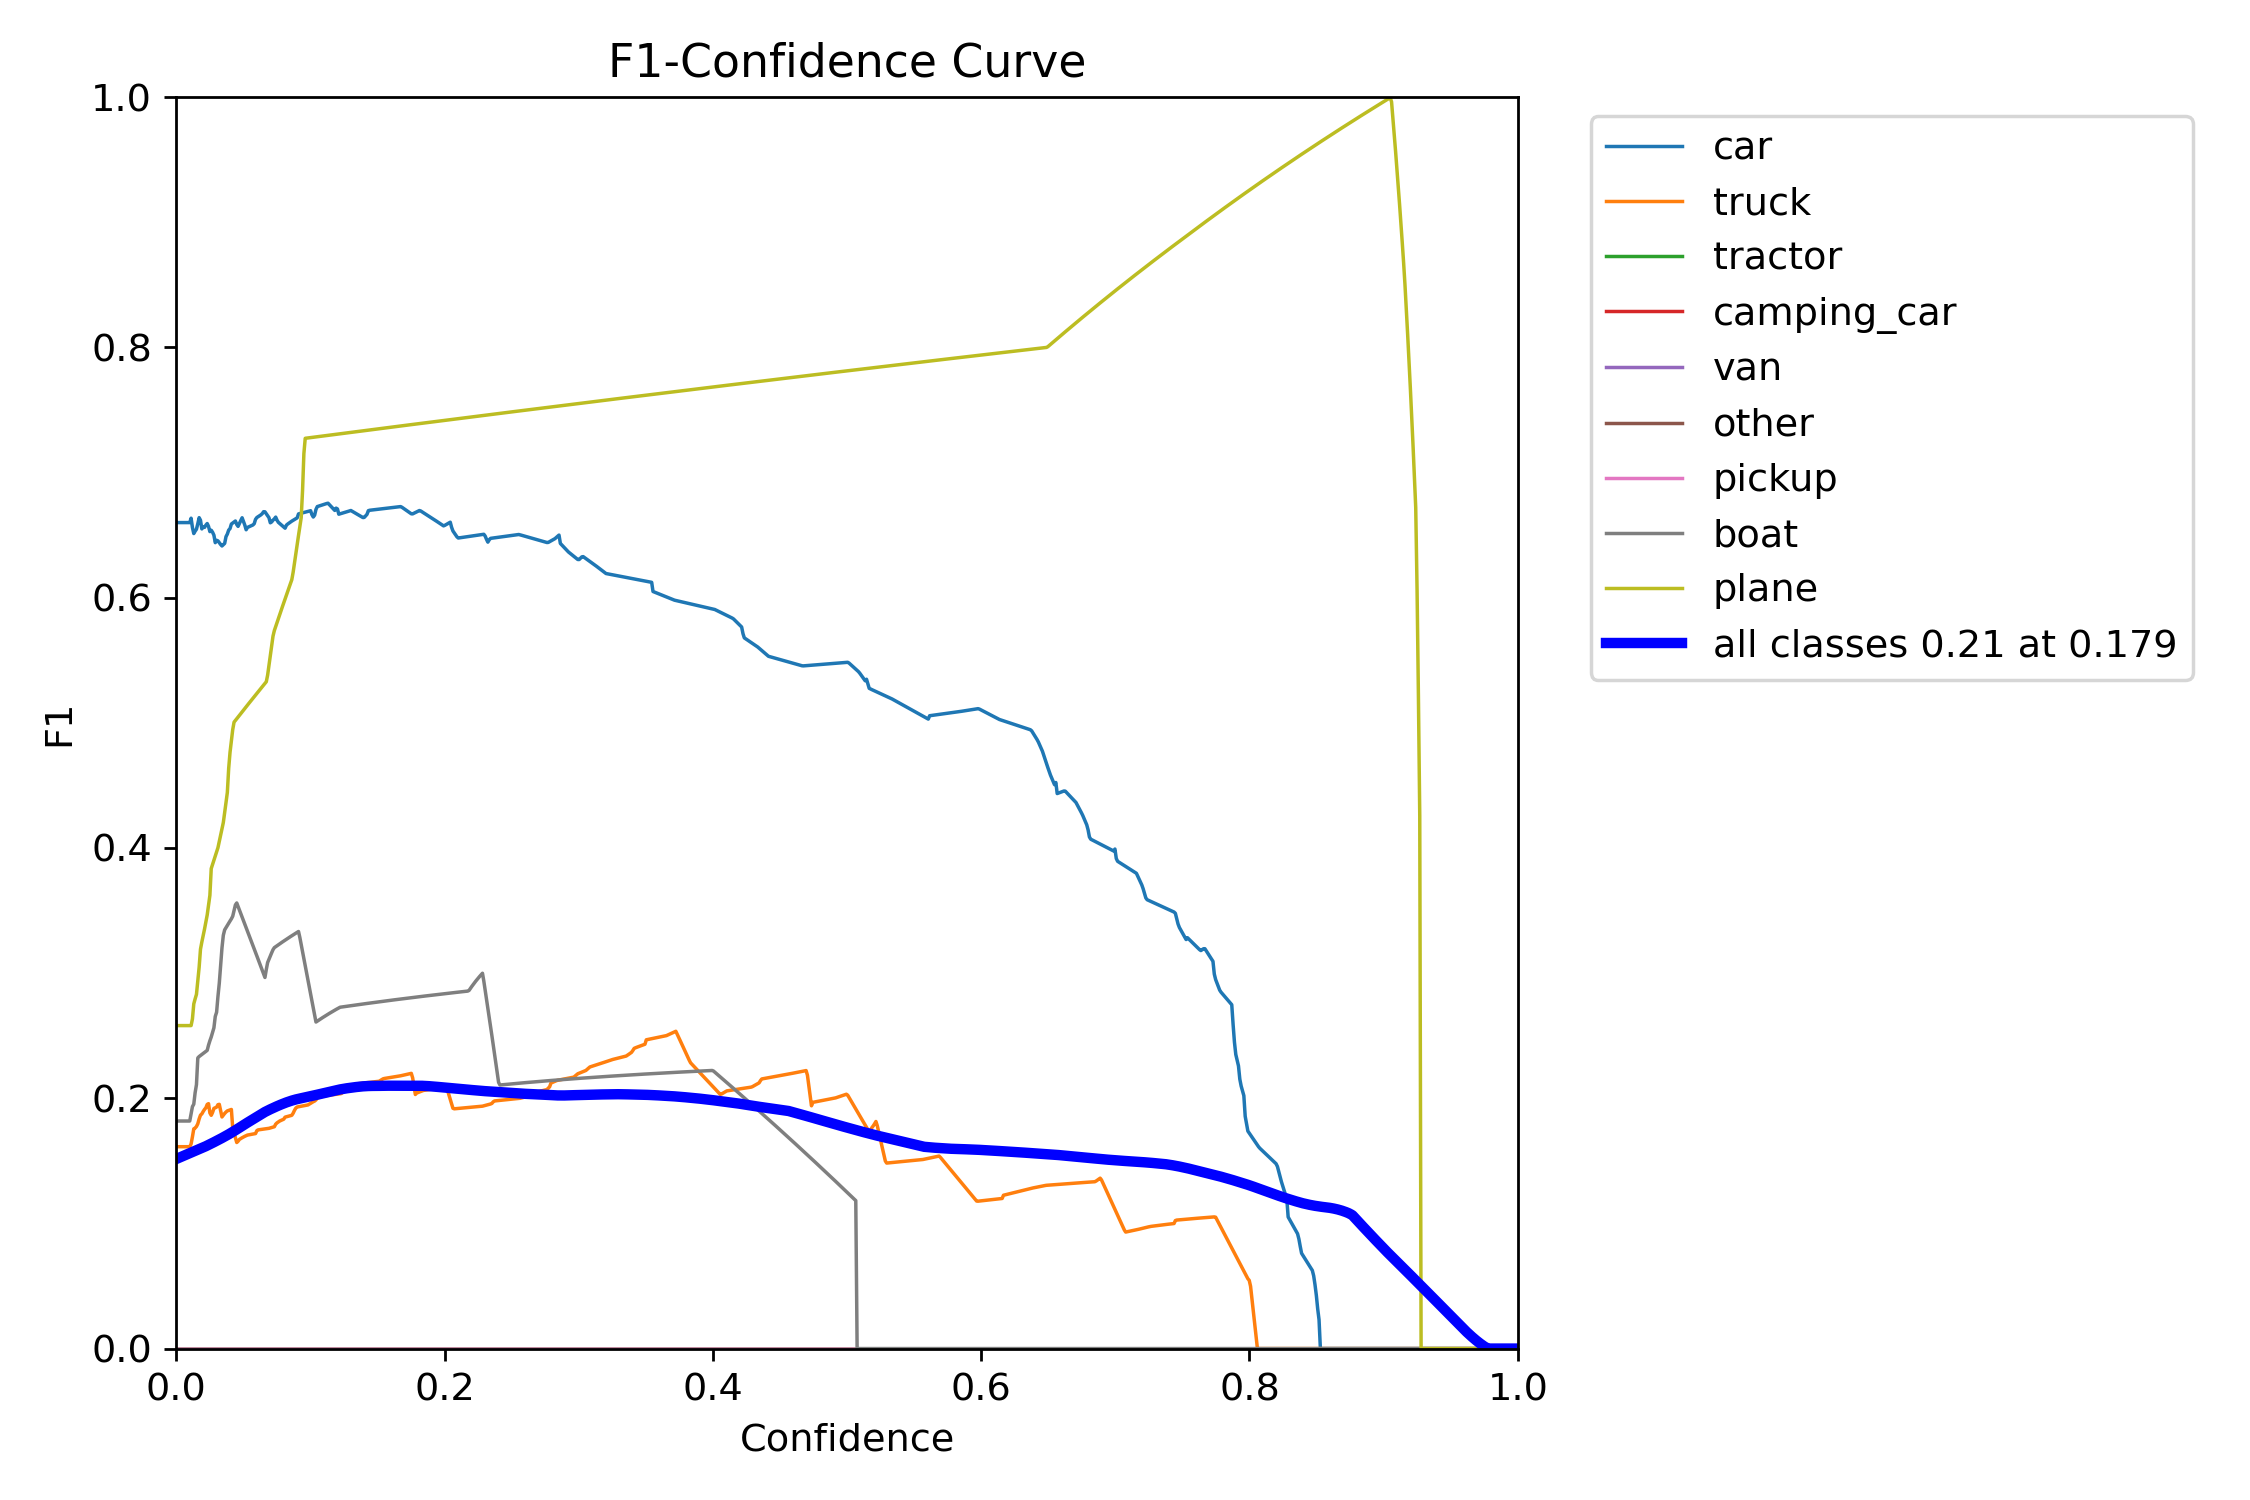 F1-Confidence Curve
1.0
0.8
0.6
0.4
0.2
0.0
F1
0.0 0.2 0.4 0.6 0.8 1.0
Confidence
car
truck
tractor
camping_car
van
other
pickup
boat
plane
all classes 0.21 at 0.179